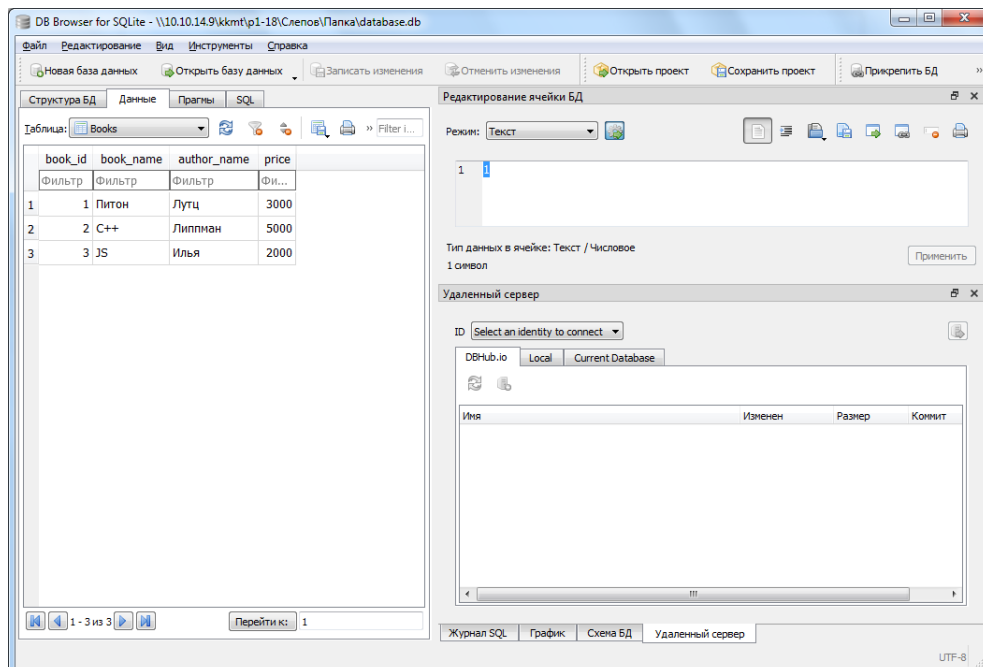 DB Browser for SQLite - \\10.10.14.9\kkmt\p1-18\Слепов\Папка\database.db
Файл Редактирование Вид Инструменты Справка
Новая база данных Открыть базу данных Записать изменения Отменить изменения Открыть проект Сохранить проект Прикрепить БД »
Структура БД Данные Прагмы SQL
Таблица: Books » Filter i...
book_id book_name author_name price
Фильтр Фильтр Фильтр Фи...
1 1 Питон Лутц 3000
2 2 C++ Липпман 5000
3 3 JS Илья 2000
1 - 3 из 3 Перейти к: 1
Редактирование ячейки БД
Режим: Текст
1 1
Тип данных в ячейке: Текст / Числовое
1 символ
Применить
Удаленный сервер
ID Select an identity to connect
DBHub.io Local Current Database
Имя Изменен Размер Коммит
Журнал SQL График Схема БД Удаленный сервер
UTF-8